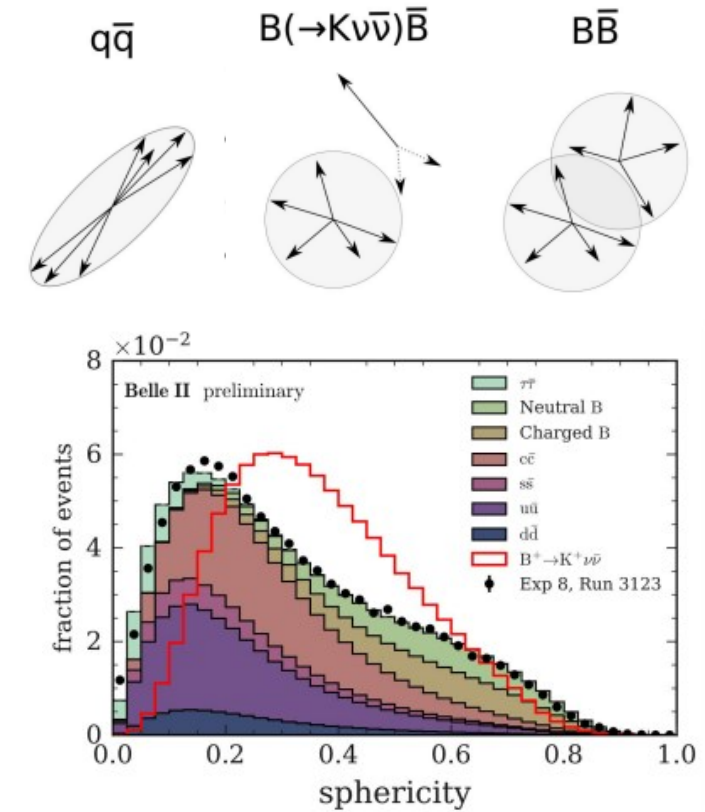 qq̅
B(→Kνν̅)B̅
BB̅
×10⁻²
Belle II preliminary
ττ̅
Neutral B
Charged B
cc̅
ss̅
uu̅
dd̅
B⁺→K⁺νν̅
Exp 8, Run 3123
fraction of events
8
6
4
2
0
0.0 0.2 0.4 0.6 0.8 1.0
sphericity